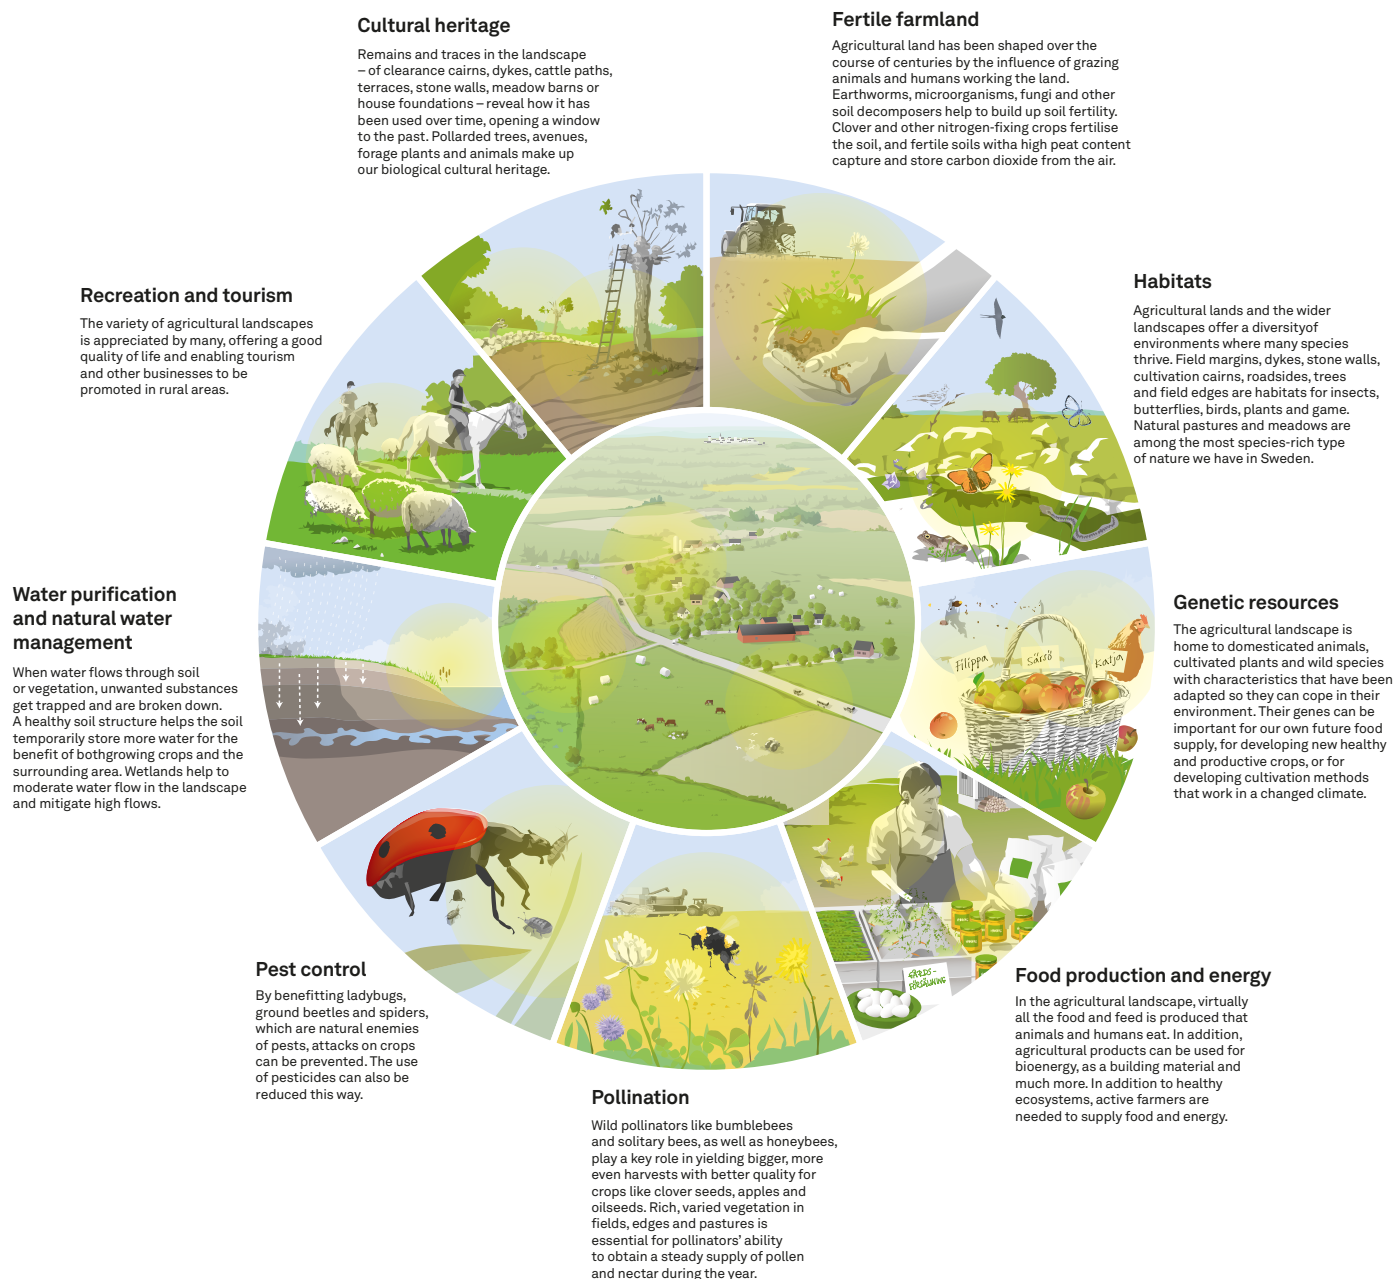 Cultural heritage
Remains and traces in the landscape
– of clearance cairns, dykes, cattle paths,
terraces, stone walls, meadow barns or
house foundations – reveal how it has
been used over time, opening a window
to the past. Pollarded trees, avenues,
forage plants and animals make up
our biological cultural heritage.
Fertile farmland
Agricultural land has been shaped over the
course of centuries by the influence of grazing
animals and humans working the land.
Earthworms, microorganisms, fungi and other
soil decomposers help to build up soil fertility.
Clover and other nitrogen-fixing crops fertilise
the soil, and fertile soils witha high peat content
capture and store carbon dioxide from the air.
Habitats
Agricultural lands and the wider
landscapes offer a diversityof
environments where many species
thrive. Field margins, dykes, stone walls,
cultivation cairns, roadsides, trees
and field edges are habitats for insects,
butterflies, birds, plants and game.
Natural pastures and meadows are
among the most species-rich type
of nature we have in Sweden.
Genetic resources
The agricultural landscape is
home to domesticated animals,
cultivated plants and wild species
with characteristics that have been
adapted so they can cope in their
environment. Their genes can be
important for our own future food
supply, for developing new healthy
and productive crops, or for
developing cultivation methods
that work in a changed climate.
Filippa
Särsö
Katja
Food production and energy
In the agricultural landscape, virtually
all the food and feed is produced that
animals and humans eat. In addition,
agricultural products can be used for
bioenergy, as a building material and
much more. In addition to healthy
ecosystems, active farmers are
needed to supply food and energy.
GÅRDS-
FÖRSÄLJNING
Pollination
Wild pollinators like bumblebees
and solitary bees, as well as honeybees,
play a key role in yielding bigger, more
even harvests with better quality for
crops like clover seeds, apples and
oilseeds. Rich, varied vegetation in
fields, edges and pastures is
essential for pollinators' ability
to obtain a steady supply of pollen
and nectar during the year.
Pest control
By benefitting ladybugs,
ground beetles and spiders,
which are natural enemies
of pests, attacks on crops
can be prevented. The use
of pesticides can also be
reduced this way.
Water purification
and natural water
management
When water flows through soil
or vegetation, unwanted substances
get trapped and are broken down.
A healthy soil structure helps the soil
temporarily store more water for the
benefit of bothgrowing crops and the
surrounding area. Wetlands help to
moderate water flow in the landscape
and mitigate high flows.
Recreation and tourism
The variety of agricultural landscapes
is appreciated by many, offering a good
quality of life and enabling tourism
and other businesses to be
promoted in rural areas.